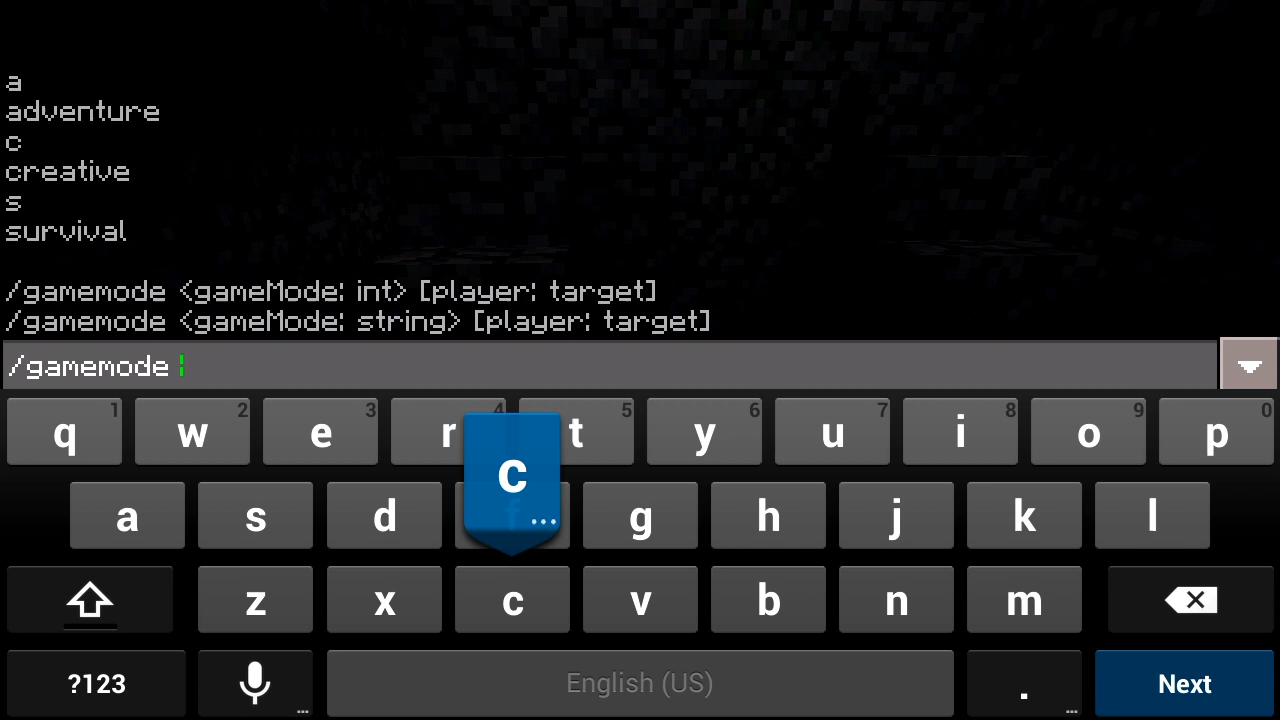 a
adventure
c
creative
s
survival
/gamemode <gameMode: int> [player: target]
/gamemode <gameMode: string> [player: target]
/gamemode
q 1 w 2 e 3 r 4 t 5 y 6 u 7 i 8 o 9 p 0
c ...
a s d f g h j k l
z x c v b n m
?123 ... English (US) . ... Next